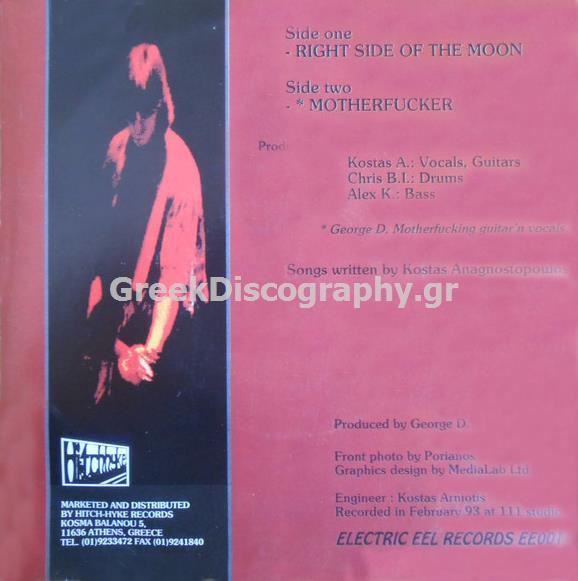 Side one
- RIGHT SIDE OF THE MOON
Side two
- * MOTHERFUCKER
Kostas A.: Vocals, Guitars
Chris B.I.: Drums
Alex K.: Bass
* George D. Motherfucking guitar'n vocals
Songs written by Kostas Anagnostopoulos
GreekDiscography.gr
Produced by George D.
Front photo by Porianos
Graphics design by MediaLab Ltd
Engineer : Kostas Arniotis
Recorded in February 93 at 111 studio
ELECTRIC EEL RECORDS
hitchhyke
MARKETED AND DISTRIBUTED
BY HITCH-HYKE RECORDS
KOSMA BALANOU 5,
11636 ATHENS, GREECE
TEL. (01)9233472 FAX (01)9241840